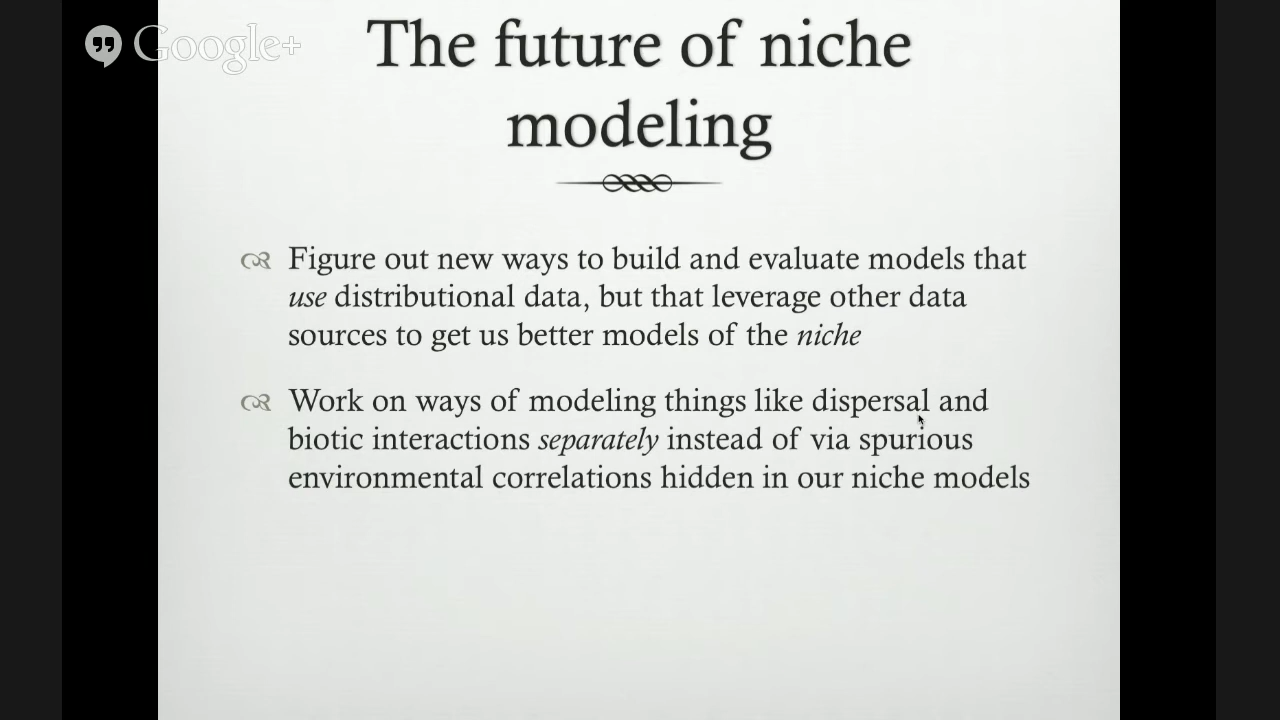 Google+
The future of niche
modeling
Figure out new ways to build and evaluate models that
use distributional data, but that leverage other data
sources to get us better models of the niche
Work on ways of modeling things like dispersal and
biotic interactions separately instead of via spurious
environmental correlations hidden in our niche models